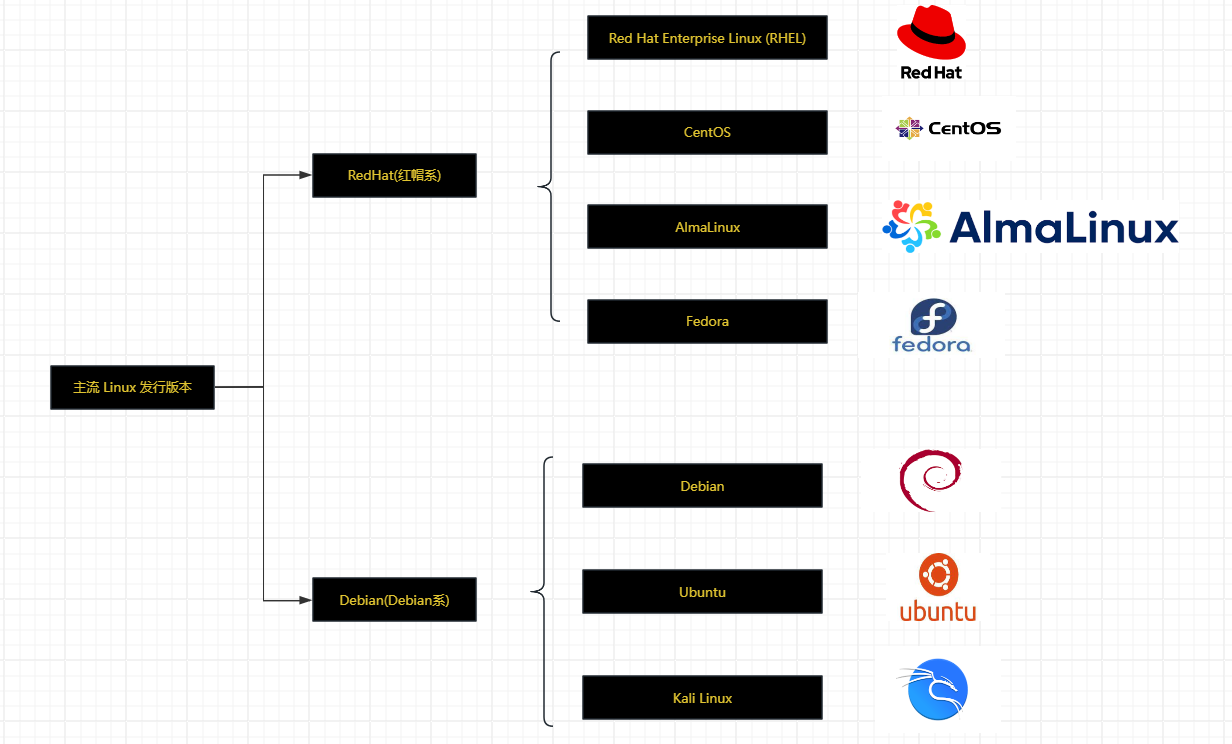 Red Hat Enterprise Linux (RHEL)
Red Hat
CentOS
CentOS
RedHat(红帽系)
AlmaLinux
AlmaLinux
Fedora
fedora
主流 Linux 发行版本
Debian
Ubuntu
ubuntu
Debian(Debian系)
Kali Linux